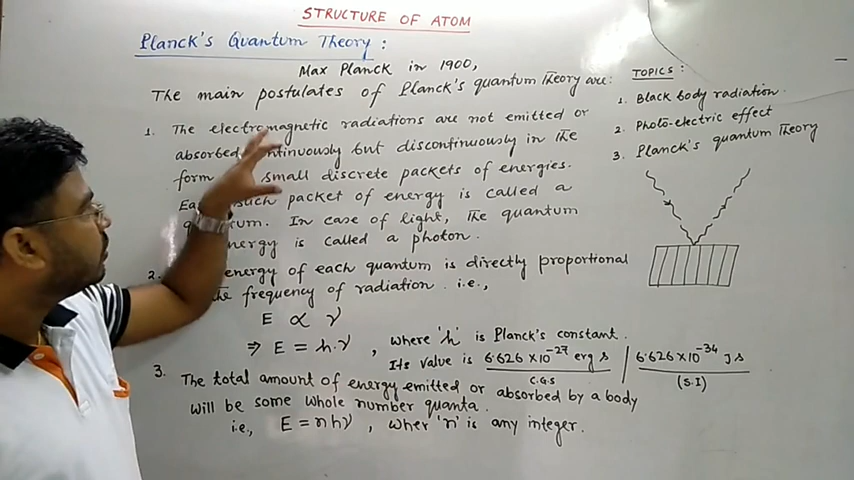 STRUCTURE OF ATOM
Planck's Quantum Theory :
Max Planck in 1900,
The main postulates of Planck's quantum theory are:
1. The electromagnetic radiations are not emitted or
absorbed continuously but discontinuously in the
form small discrete packets of energies.
such packet of energy is called a
In case of light, the quantum
energy is called a photon.
2. energy of each quantum is directly proportional
the frequency of radiation. i.e.,
E ∝ ν
⇒ E = h.ν , where 'h' is Planck's constant.
Its value is 6.626×10⁻²⁷ erg s | 6.626×10⁻³⁴ J s
C.G.S (S.I)
3. The total amount of energy emitted or absorbed by a body
will be some whole number quanta.
i.e., E = nhν , wher 'n' is any integer.
TOPICS :
1. Black body radiation.
2. Photo-electric effect
3. Planck's quantum theory